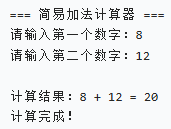 === 简易加法计算器 ===
请输入第一个数字: 8
请输入第二个数字: 12
计算结果: 8 + 12 = 20
计算完成!